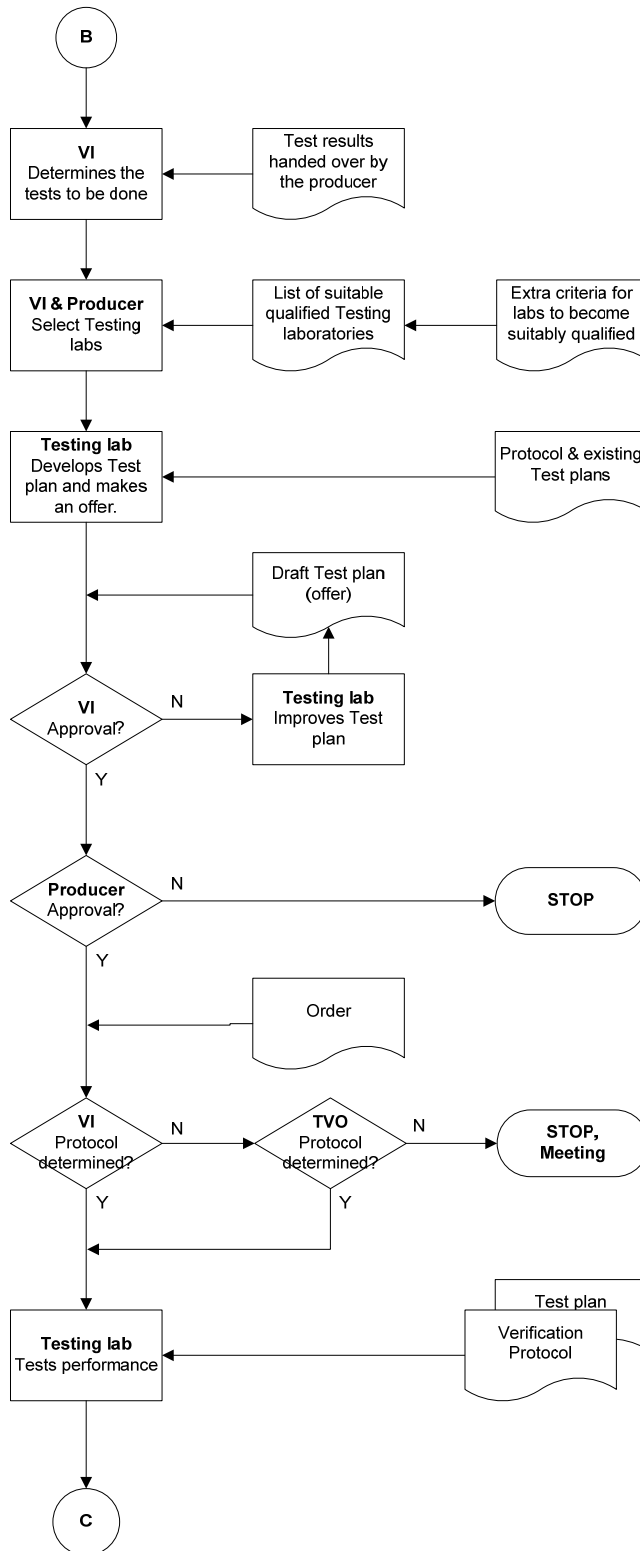 B
VI
Determines the
tests to be done
Test results
handed over by
the producer
VI & Producer
Select Testing
labs
List of suitable
qualified Testing
laboratories
Extra criteria for
labs to become
suitably qualified
Testing lab
Develops Test
plan and makes
an offer.
Protocol & existing
Test plans
Draft Test plan
(offer)
VI
Approval?
N
Testing lab
Improves Test
plan
Y
Producer
Approval?
N
STOP
Y
Order
VI
Protocol
determined?
N
TVO
Protocol
determined?
N
STOP,
Meeting
Y
Y
Testing lab
Tests performance
Test plan
Verification
Protocol
C